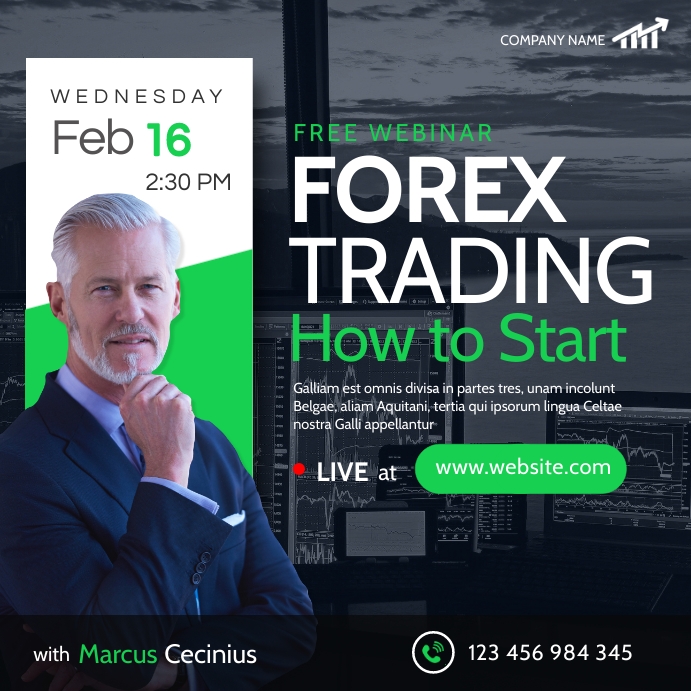 COMPANY NAME
WEDNESDAY
Feb 16
2:30 PM
FREE WEBINAR
FOREX
TRADING
How to Start
Galliam est omnis divisa in partes tres, unam incolunt
Belgae, aliam Aquitani, tertia qui ipsorum lingua Celtae
nostra Galli appellantur
LIVE at
www.website.com
with Marcus Cecinius
123 456 984 345